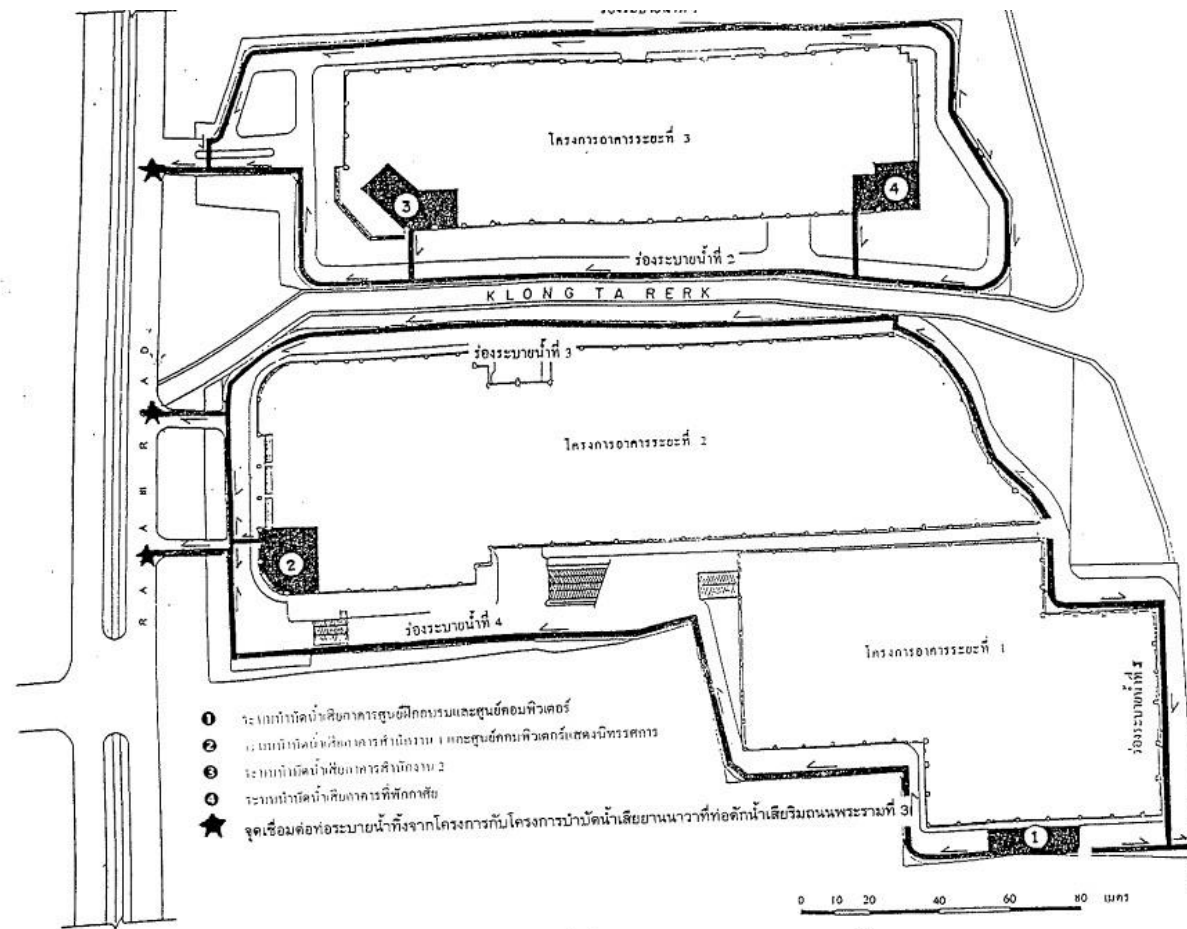 โครงการอาคารระยะที่ 3
3
4
ร่องระบายน้ำที่ 2
KLONG TA RERK
ร่องระบายน้ำที่ 3
โครงการอาคารระยะที่ 2
RAMA III ROAD
2
ร่องระบายน้ำที่ 4
โครงการอาคารระยะที่ 1
ร่องระบายน้ำที่ 5
1 ระบบบำบัดน้ำเสียอาคารศูนย์ฝึกอบรมและศูนย์คอมพิวเตอร์
2 ระบบบำบัดน้ำเสียอาคารสำนักงาน 1 และศูนย์คอมพิวเตอร์แสดงนิทรรศการ
3 ระบบบำบัดน้ำเสียอาคารสำนักงาน 2
4 ระบบบำบัดน้ำเสียอาคารที่พักอาศัย
★ จุดเชื่อมต่อท่อระบายน้ำทิ้งจากโครงการกับโครงการบำบัดน้ำเสียยานนาวาที่ท่อดักน้ำเสียริมถนนพระรามที่ 3
1
0 10 20 40 60 80 เมตร